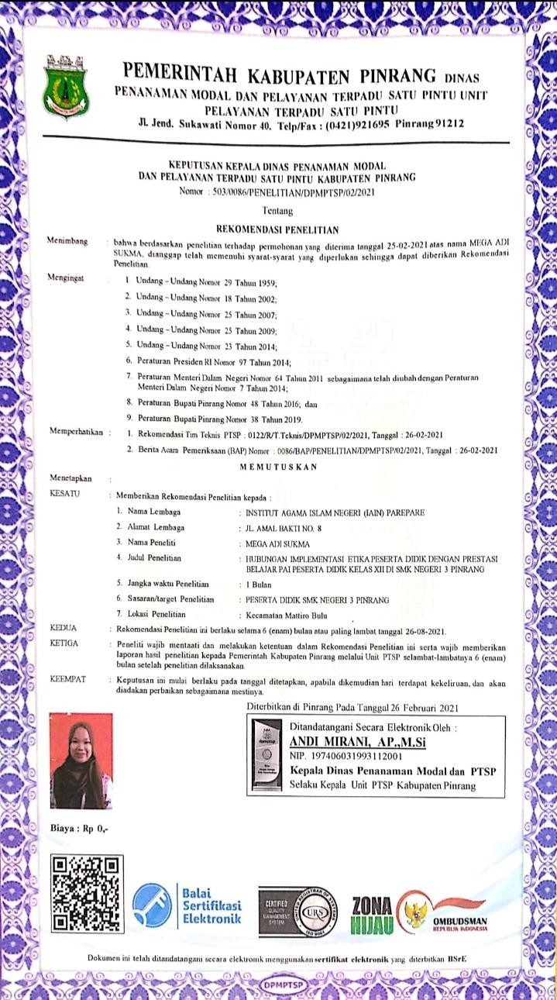 PEMERINTAH KABUPATEN PINRANG DINAS
PENANAMAN MODAL DAN PELAYANAN TERPADU SATU PINTU UNIT
PELAYANAN TERPADU SATU PINTU
Jl. Jend. Sukawati Nomor 40. Telp/Fax : (0421)921695 Pinrang 91212
KEPUTUSAN KEPALA DINAS PENANAMAN MODAL
DAN PELAYANAN TERPADU SATU PINTU KABUPATEN PINRANG
Nomor : 503/0086/PENELITIAN/DPMPTSP/02/2021
Tentang
REKOMENDASI PENELITIAN
Menimbang : bahwa berdasarkan penelitian terhadap permohonan yang diterima tanggal 25-02-2021 atas nama MEGA ADI
SUKMA, dianggap telah memenuhi syarat-syarat yang diperlukan sehingga dapat diberikan Rekomendasi
Penelitian
Mengingat : 1. Undang - Undang Nomor 29 Tahun 1959;
2. Undang - Undang Nomor 18 Tahun 2002;
3. Undang - Undang Nomor 25 Tahun 2007;
4. Undang - Undang Nomor 25 Tahun 2009;
5. Undang - Undang Nomor 23 Tahun 2014;
6. Peraturan Presiden RI Nomor 97 Tahun 2014;
7. Peraturan Menteri Dalam Negeri Nomor 64 Tahun 2011 sebagaimana telah diubah dengan Peraturan
Menteri Dalam Negeri Nomor 7 Tahun 2014;
8. Peraturan Bupati Pinrang Nomor 48 Tahun 2016; dan
9. Peraturan Bupati Pinrang Nomor 38 Tahun 2019.
Memperhatikan : 1. Rekomendasi Tim Teknis PTSP : 0122/R/T.Teknis/DPMPTSP/02/2021, Tanggal : 26-02-2021
2. Berita Acara Pemeriksaan (BAP) Nomor : 0086/BAP/PENELITIAN/DPMPTSP/02/2021, Tanggal : 26-02-2021
MEMUTUSKAN
Menetapkan :
KESATU : Memberikan Rekomendasi Penelitian kepada :
1. Nama Lembaga : INSTITUT AGAMA ISLAM NEGERI (IAIN) PAREPARE
2. Alamat Lembaga : JL. AMAL BAKTI NO. 8
3. Nama Peneliti : MEGA ADI SUKMA
4. Judul Penelitian : HUBUNGAN IMPLEMENTASI ETIKA PESERTA DIDIK DENGAN PRESTASI
BELAJAR PAI PESERTA DIDIK KELAS XII DI SMK NEGERI 3 PINRANG
5. Jangka waktu Penelitian : 1 Bulan
6. Sasaran/target Penelitian : PESERTA DIDIK SMK NEGERI 3 PINRANG
7. Lokasi Penelitian : Kecamatan Mattiro Bulu
KEDUA : Rekomendasi Penelitian ini berlaku selama 6 (enam) bulan atau paling lambat tanggal 26-08-2021.
KETIGA : Peneliti wajib mentaati dan melakukan ketentuan dalam Rekomendasi Penelitian ini serta wajib memberikan
laporan hasil penelitian kepada Pemerintah Kabupaten Pinrang melalui Unit PTSP selambat-lambatnya 6 (enam)
bulan setelah penelitian dilaksanakan.
KEEMPAT : Keputusan ini mulai berlaku pada tanggal ditetapkan, apabila dikemudian hari terdapat kekeliruan, dan akan
diadakan perbaikan sebagaimana mestinya.
Diterbitkan di Pinrang Pada Tanggal 26 Februari 2021
dpmptsp
Ditandatangani Secara Elektronik Oleh :
ANDI MIRANI, AP.,M.Si
NIP. 197406031993112001
Kepala Dinas Penanaman Modal dan PTSP
Selaku Kepala Unit PTSP Kabupaten Pinrang
Biaya : Rp 0,-
Balai
Sertifikasi
Elektronik
CERTIFIED
QUALITY
MANAGEMENT
SYSTEM
UNITED REGISTRAR OF SYSTEMS
URS
ISO 9001
ZONA
HIJAU
OMBUDSMAN
REPUBLIK INDONESIA
Dokumen ini telah ditandatangani secara elektronik menggunakan sertifikat elektronik yang diterbitkan BSrE
DPMPTSP